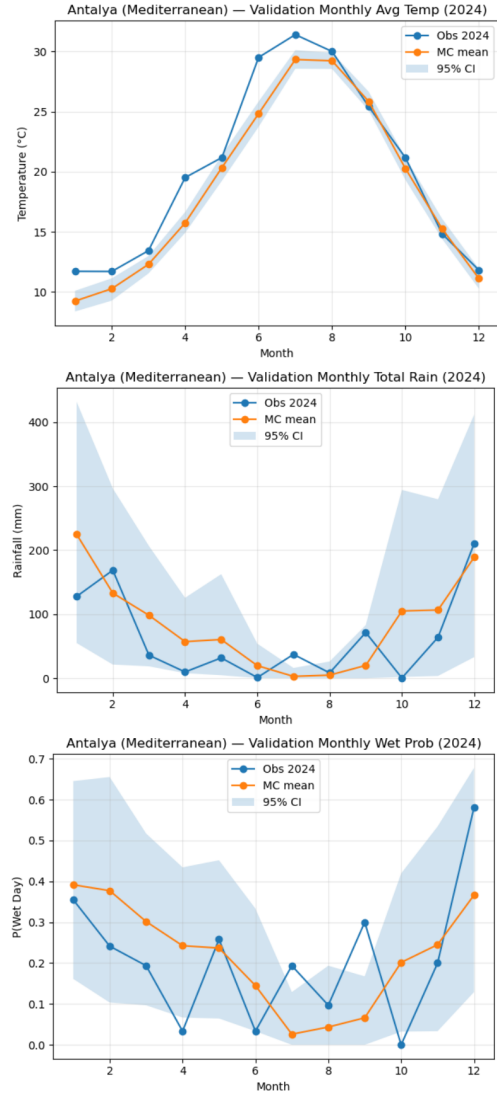 Antalya (Mediterranean) — Validation Monthly Avg Temp (2024)
Obs 2024
MC mean
95% CI
Temperature (°C)
30
25
20
15
10
2 4 6 8 10 12
Month
Antalya (Mediterranean) — Validation Monthly Total Rain (2024)
Obs 2024
MC mean
95% CI
Rainfall (mm)
400
300
200
100
0
2 4 6 8 10 12
Month
Antalya (Mediterranean) — Validation Monthly Wet Prob (2024)
Obs 2024
MC mean
95% CI
P(Wet Day)
0.7
0.6
0.5
0.4
0.3
0.2
0.1
0.0
2 4 6 8 10 12
Month